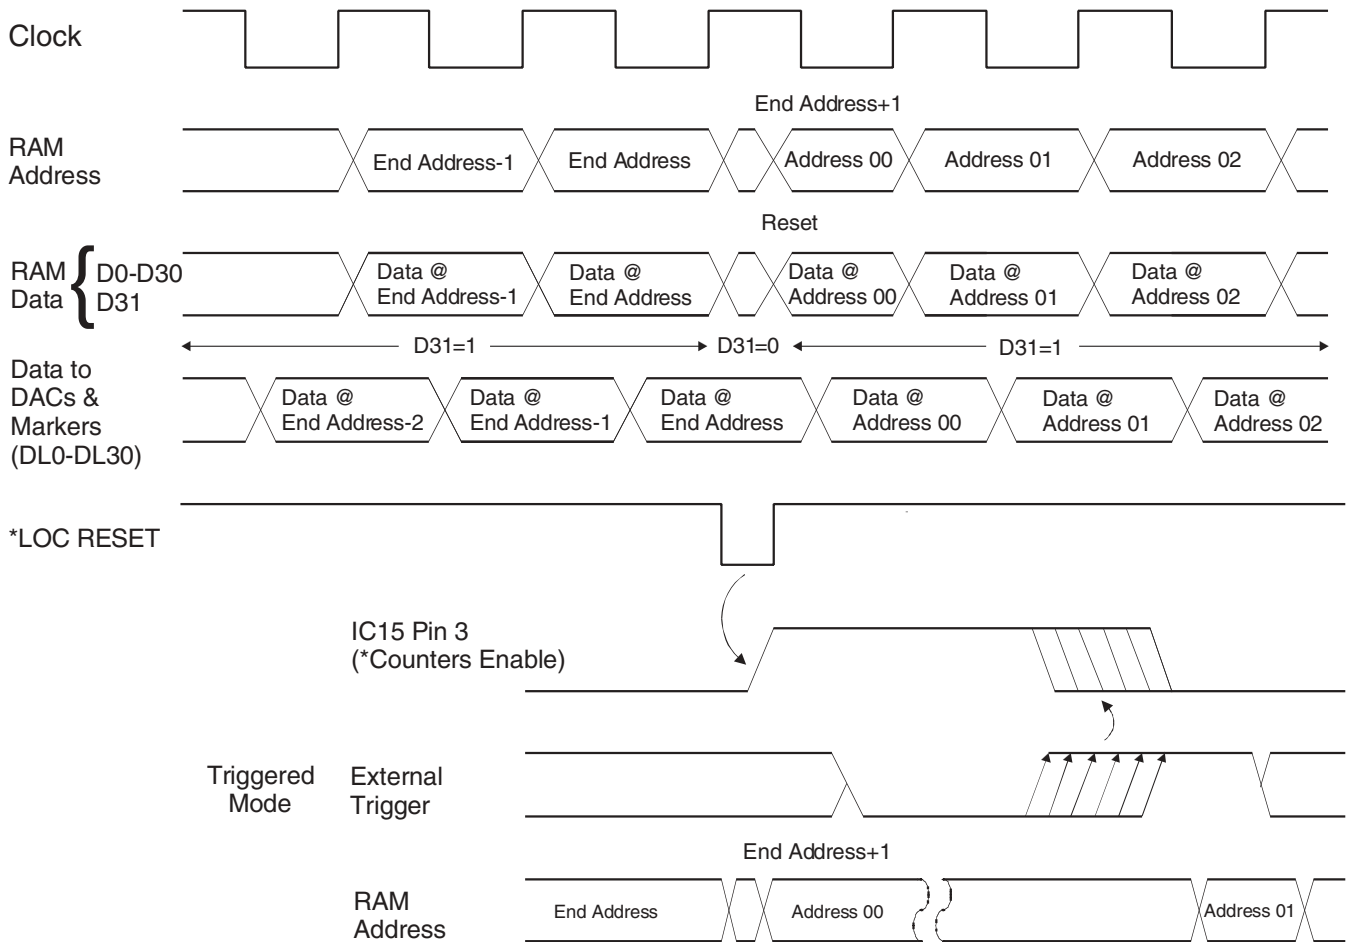 Clock
End Address+1
RAM
Address
End Address-1
End Address
Address 00
Address 01
Address 02
Reset
RAM
Data
{
D0-D30
D31
Data @
End Address-1
Data @
End Address
Data @
Address 00
Data @
Address 01
Data @
Address 02
D31=1
D31=0
D31=1
Data to
DACs &
Markers
(DL0-DL30)
Data @
End Address-2
Data @
End Address-1
Data @
End Address
Data @
Address 00
Data @
Address 01
Data @
Address 02
*LOC RESET
IC15 Pin 3
(*Counters Enable)
Triggered
Mode
External
Trigger
End Address+1
RAM
Address
End Address
Address 00
Address 01